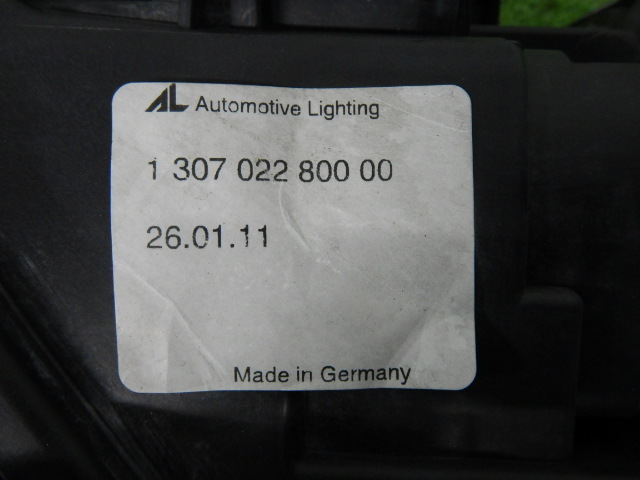 AL Automotive Lighting
1 307 022 800 00
26.01.11
Made in Germany